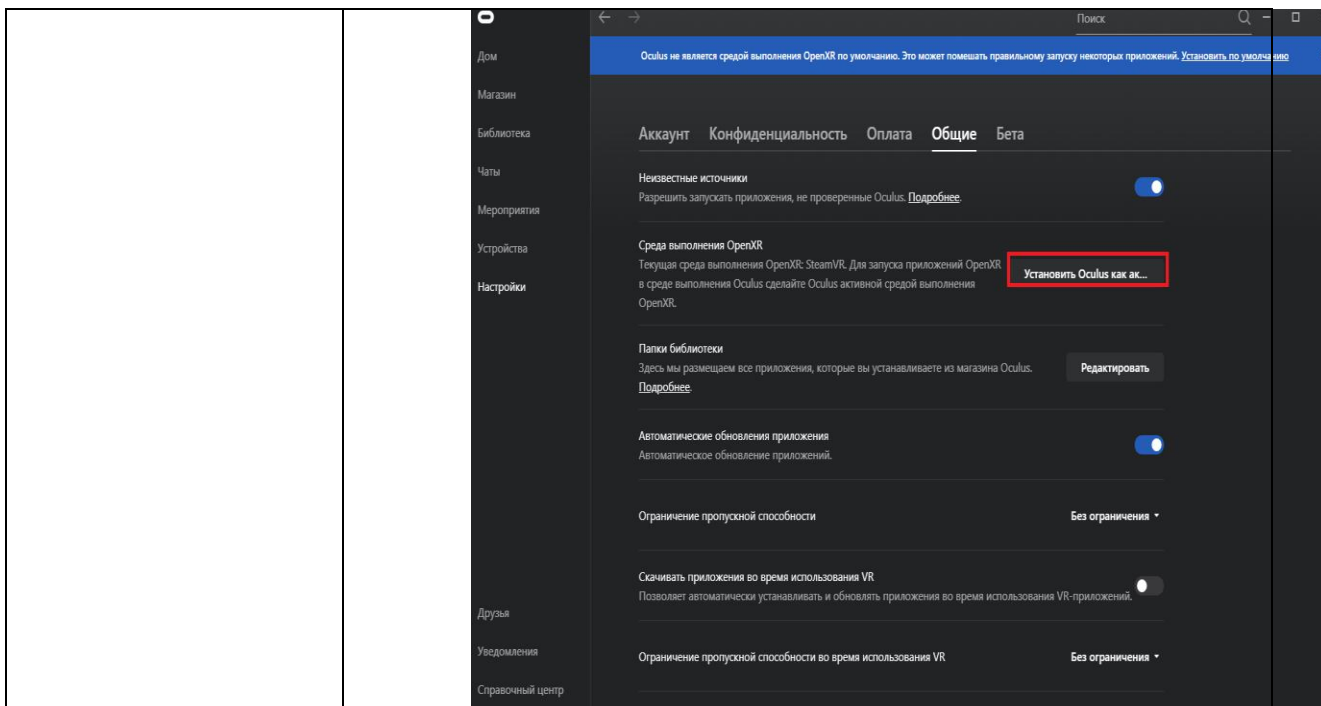 Поиск
Oculus не является средой выполнения OpenXR по умолчанию. Это может помешать правильному запуску некоторых приложений. Установить по умолчанию
Дом
Магазин
Библиотека
Чаты
Мероприятия
Устройства
Настройки
Друзья
Уведомления
Справочный центр
Аккаунт Конфиденциальность Оплата Общие Бета
Неизвестные источники
Разрешить запускать приложения, не проверенные Oculus. Подробнее.
Среда выполнения OpenXR
Текущая среда выполнения OpenXR: SteamVR. Для запуска приложений OpenXR
в среде выполнения Oculus сделайте Oculus активной средой выполнения
OpenXR.
Установить Oculus как ак...
Папки библиотеки
Здесь мы размещаем все приложения, которые вы устанавливаете из магазина Oculus.
Подробнее.
Редактировать
Автоматические обновления приложения
Автоматическое обновление приложений.
Ограничение пропускной способности
Без ограничения
Скачивать приложения во время использования VR
Позволяет автоматически устанавливать и обновлять приложения во время использования VR-приложений.
Ограничение пропускной способности во время использования VR
Без ограничения